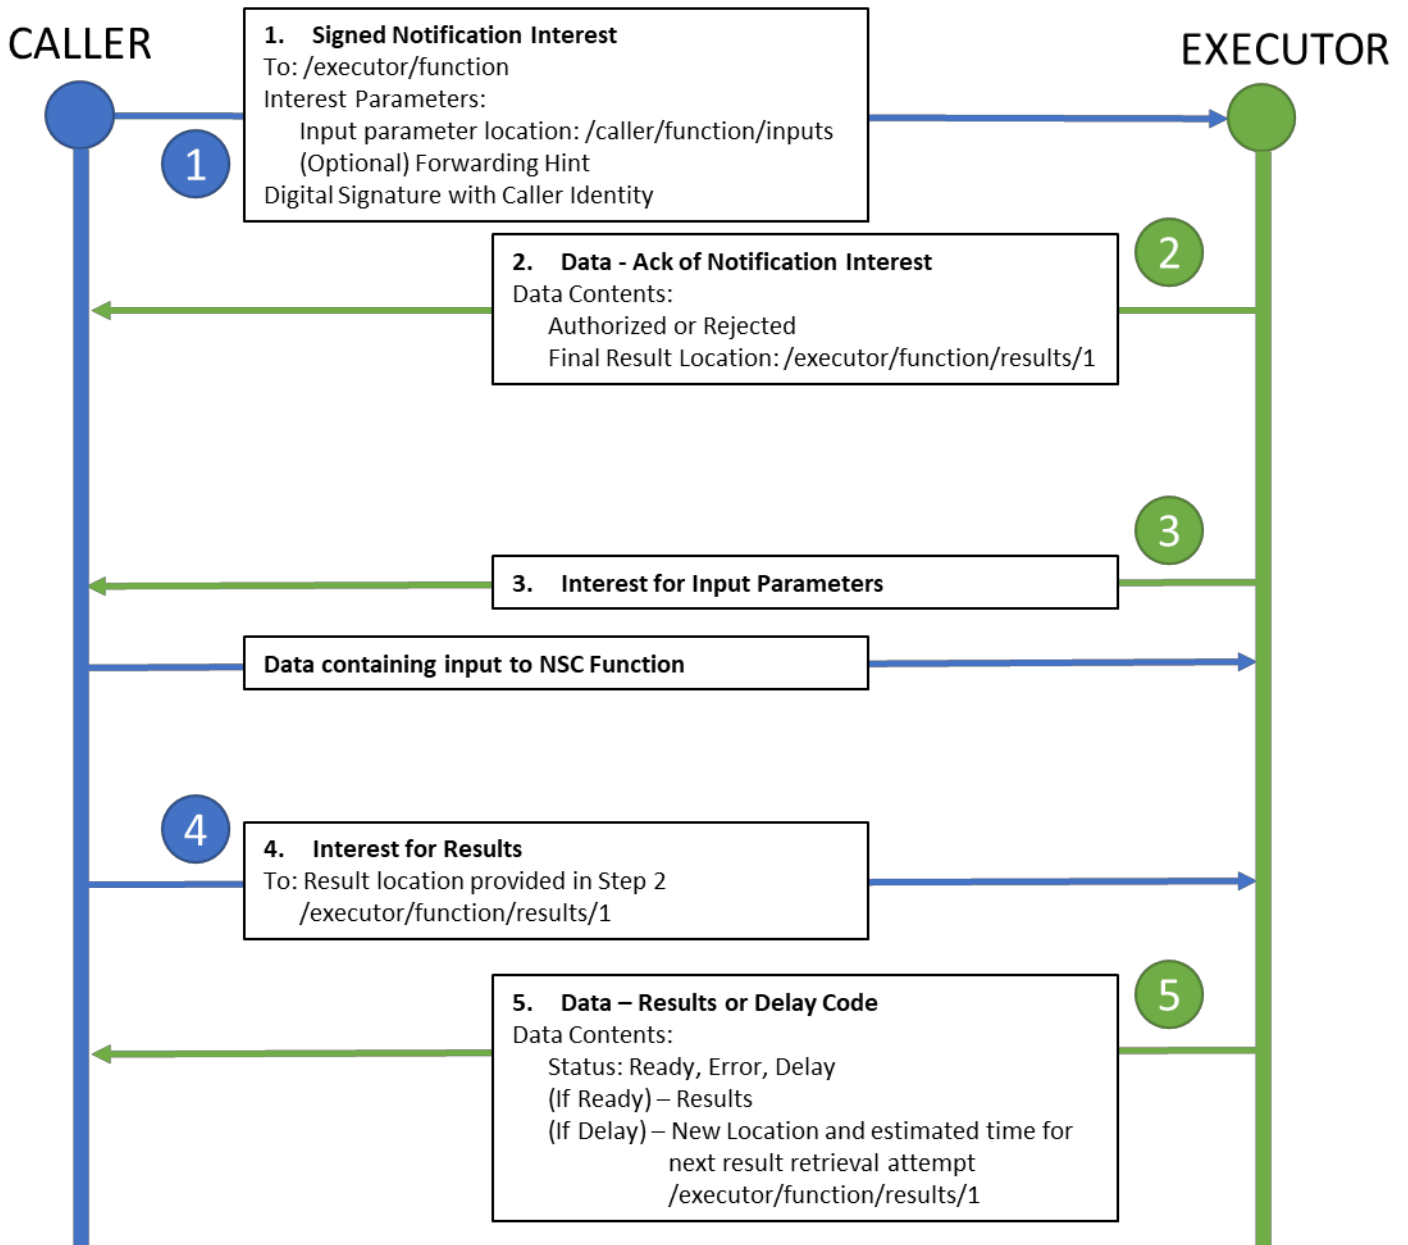 CALLER
EXECUTOR
1. Signed Notification Interest
To: /executor/function
Interest Parameters:
Input parameter location: /caller/function/inputs
(Optional) Forwarding Hint
Digital Signature with Caller Identity
1
2. Data - Ack of Notification Interest
Data Contents:
Authorized or Rejected
Final Result Location: /executor/function/results/1
2
3
3. Interest for Input Parameters
Data containing input to NSC Function
4
4. Interest for Results
To: Result location provided in Step 2
/executor/function/results/1
5. Data – Results or Delay Code
Data Contents:
Status: Ready, Error, Delay
(If Ready) – Results
(If Delay) – New Location and estimated time for
next result retrieval attempt
/executor/function/results/1
5